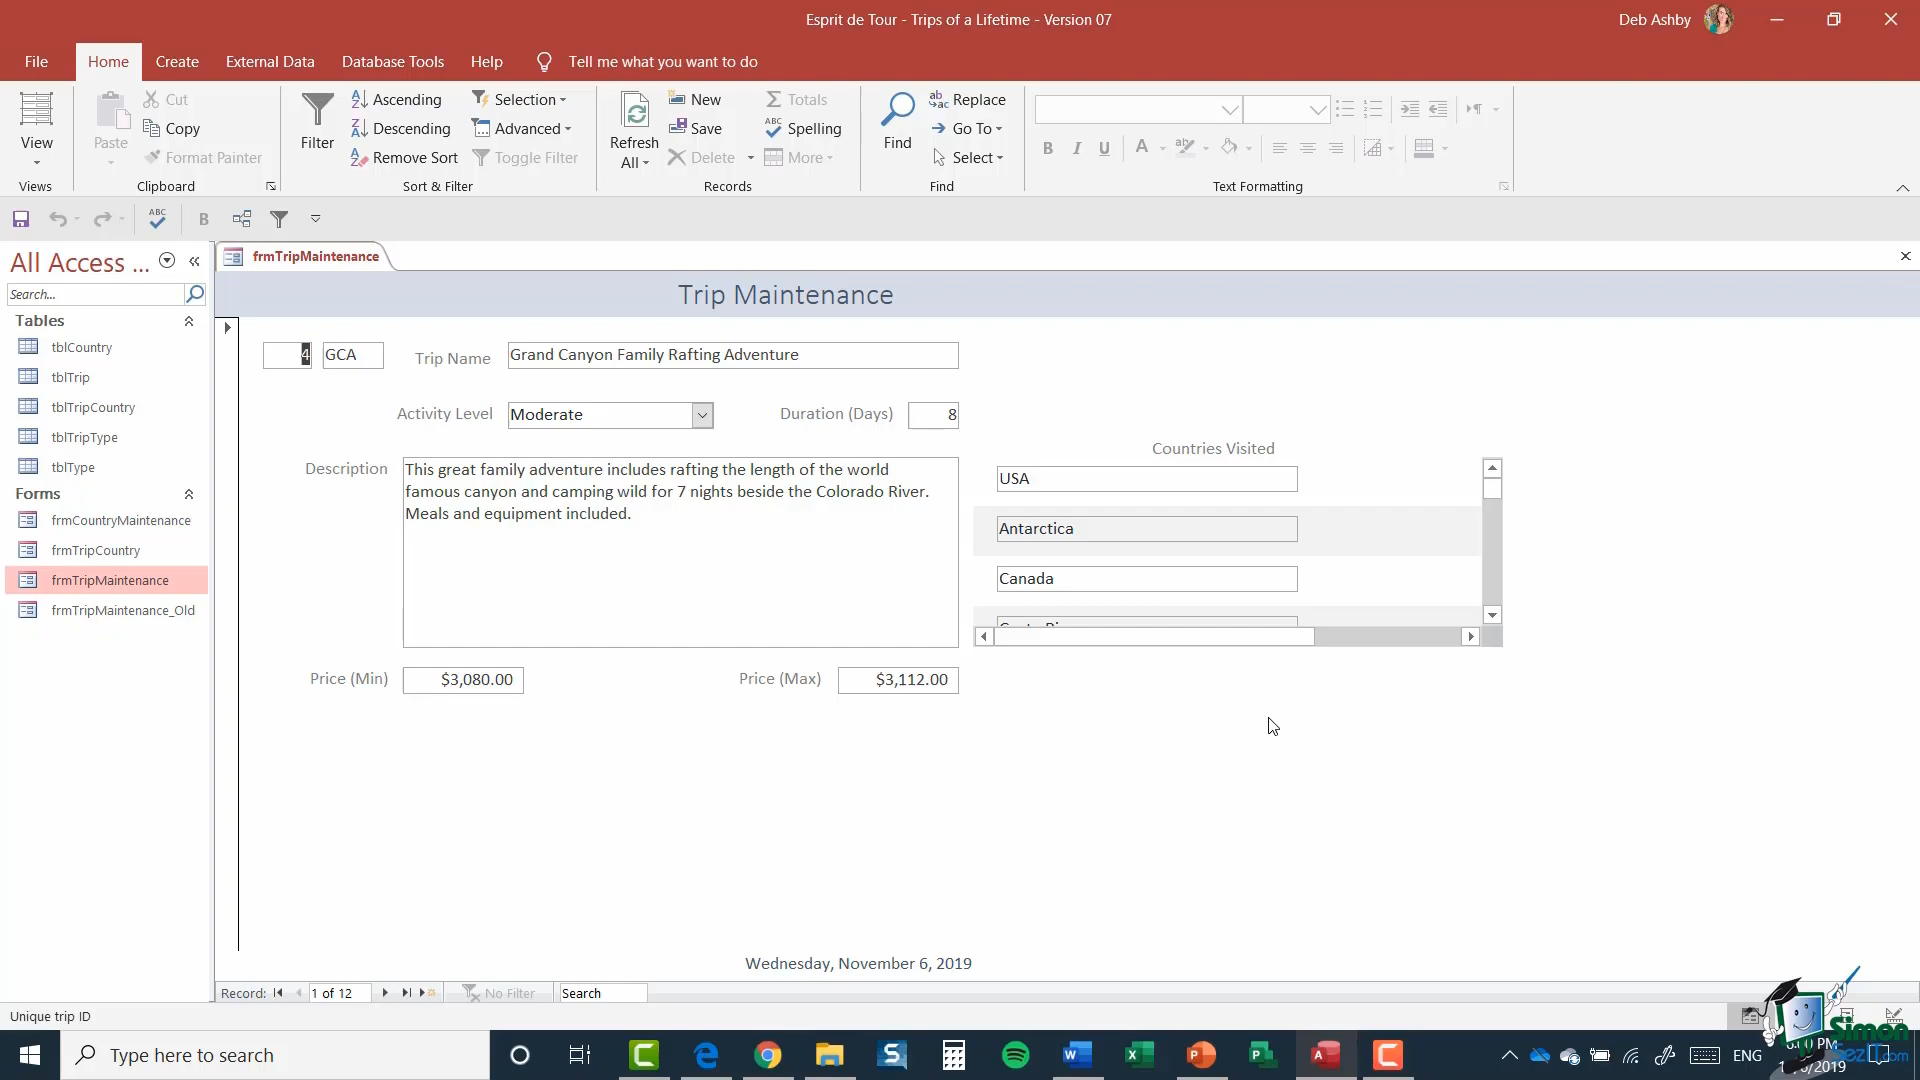 Esprit de Tour - Trips of a Lifetime - Version 07
Deb Ashby
File Home Create External Data Database Tools Help Tell me what you want to do
View
Views
Paste
Cut
Copy
Format Painter
Clipboard
Filter
Ascending
Descending
Remove Sort
Selection
Advanced
Toggle Filter
Sort & Filter
Refresh
All
New
Save
Delete
Totals
Spelling
More
Records
Find
Replace
Go To
Select
Find
B I U A
Text Formatting
ABC
B
All Access ...
Search...
Tables
tblCountry
tblTrip
tblTripCountry
tblTripType
tblType
Forms
frmCountryMaintenance
frmTripCountry
frmTripMaintenance
frmTripMaintenance_Old
frmTripMaintenance
Trip Maintenance
4 GCA Trip Name Grand Canyon Family Rafting Adventure
Activity Level Moderate Duration (Days) 8
Description
This great family adventure includes rafting the length of the world
famous canyon and camping wild for 7 nights beside the Colorado River.
Meals and equipment included.
Countries Visited
USA
Antarctica
Canada
Price (Min) $3,080.00 Price (Max) $3,112.00
Wednesday, November 6, 2019
Record: 1 of 12 No Filter Search
Unique trip ID
Type here to search
ENG
Simon
SezIT.com